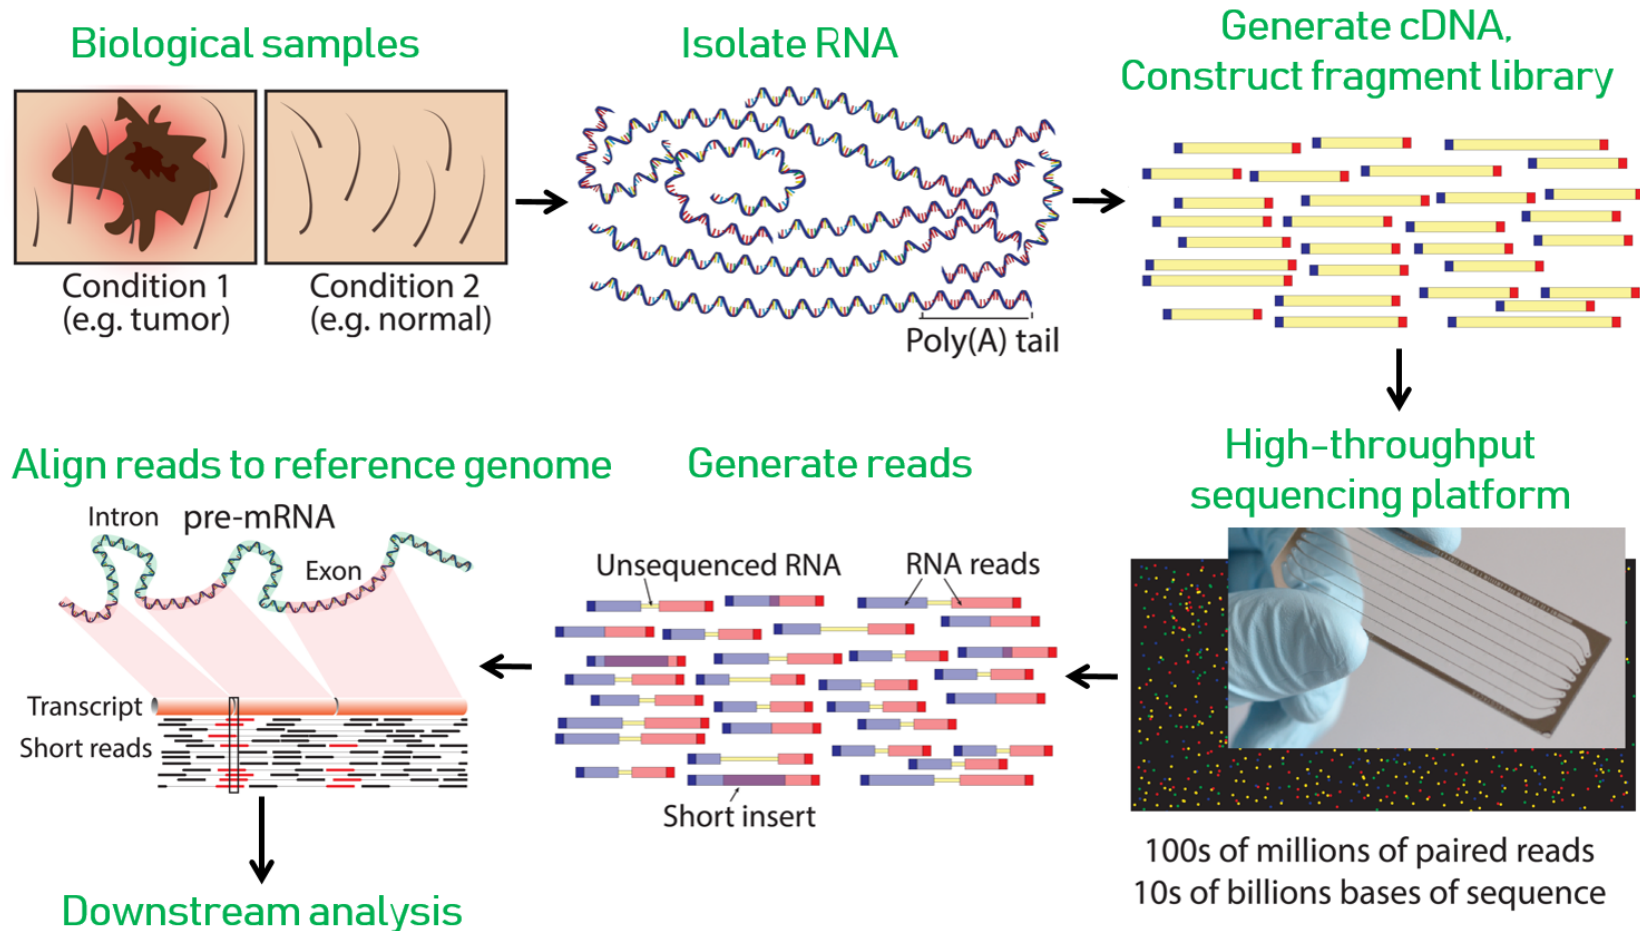 Biological samples
Condition 1
(e.g. tumor)
Condition 2
(e.g. normal)
Isolate RNA
Poly(A) tail
Generate cDNA,
Construct fragment library
High-throughput
sequencing platform
100s of millions of paired reads
10s of billions bases of sequence
Generate reads
Unsequenced RNA
RNA reads
Short insert
Align reads to reference genome
Intron
pre-mRNA
Exon
Transcript
Short reads
Downstream analysis